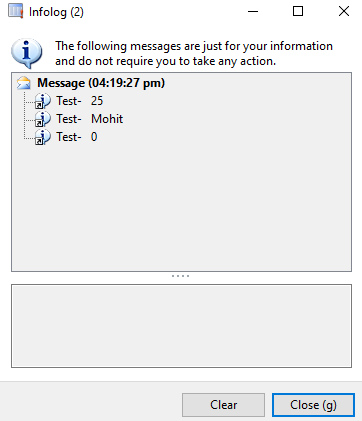 Infolog (2)
The following messages are just for your information
and do not require you to take any action.
Message (04:19:27 pm)
Test- 25
Test- Mohit
Test- 0
Clear
Close (g)